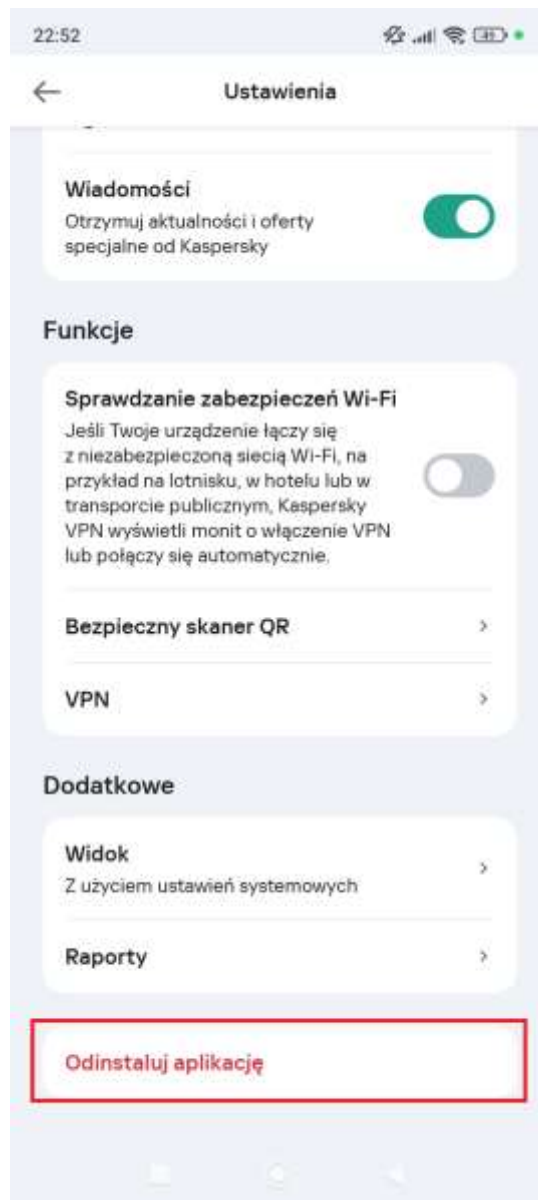 22:52
Ustawienia
Wiadomości
Otrzymuj aktualności i oferty
specjalne od Kaspersky
Funkcje
Sprawdzanie zabezpieczeń Wi-Fi
Jeśli Twoje urządzenie łączy się
z niezabezpieczoną siecią Wi-Fi, na
przykład na lotnisku, w hotelu lub w
transporcie publicznym, Kaspersky
VPN wyświetli monit o włączenie VPN
lub połączy się automatycznie.
Bezpieczny skaner QR
VPN
Dodatkowe
Widok
Z użyciem ustawień systemowych
Raporty
Odinstaluj aplikację